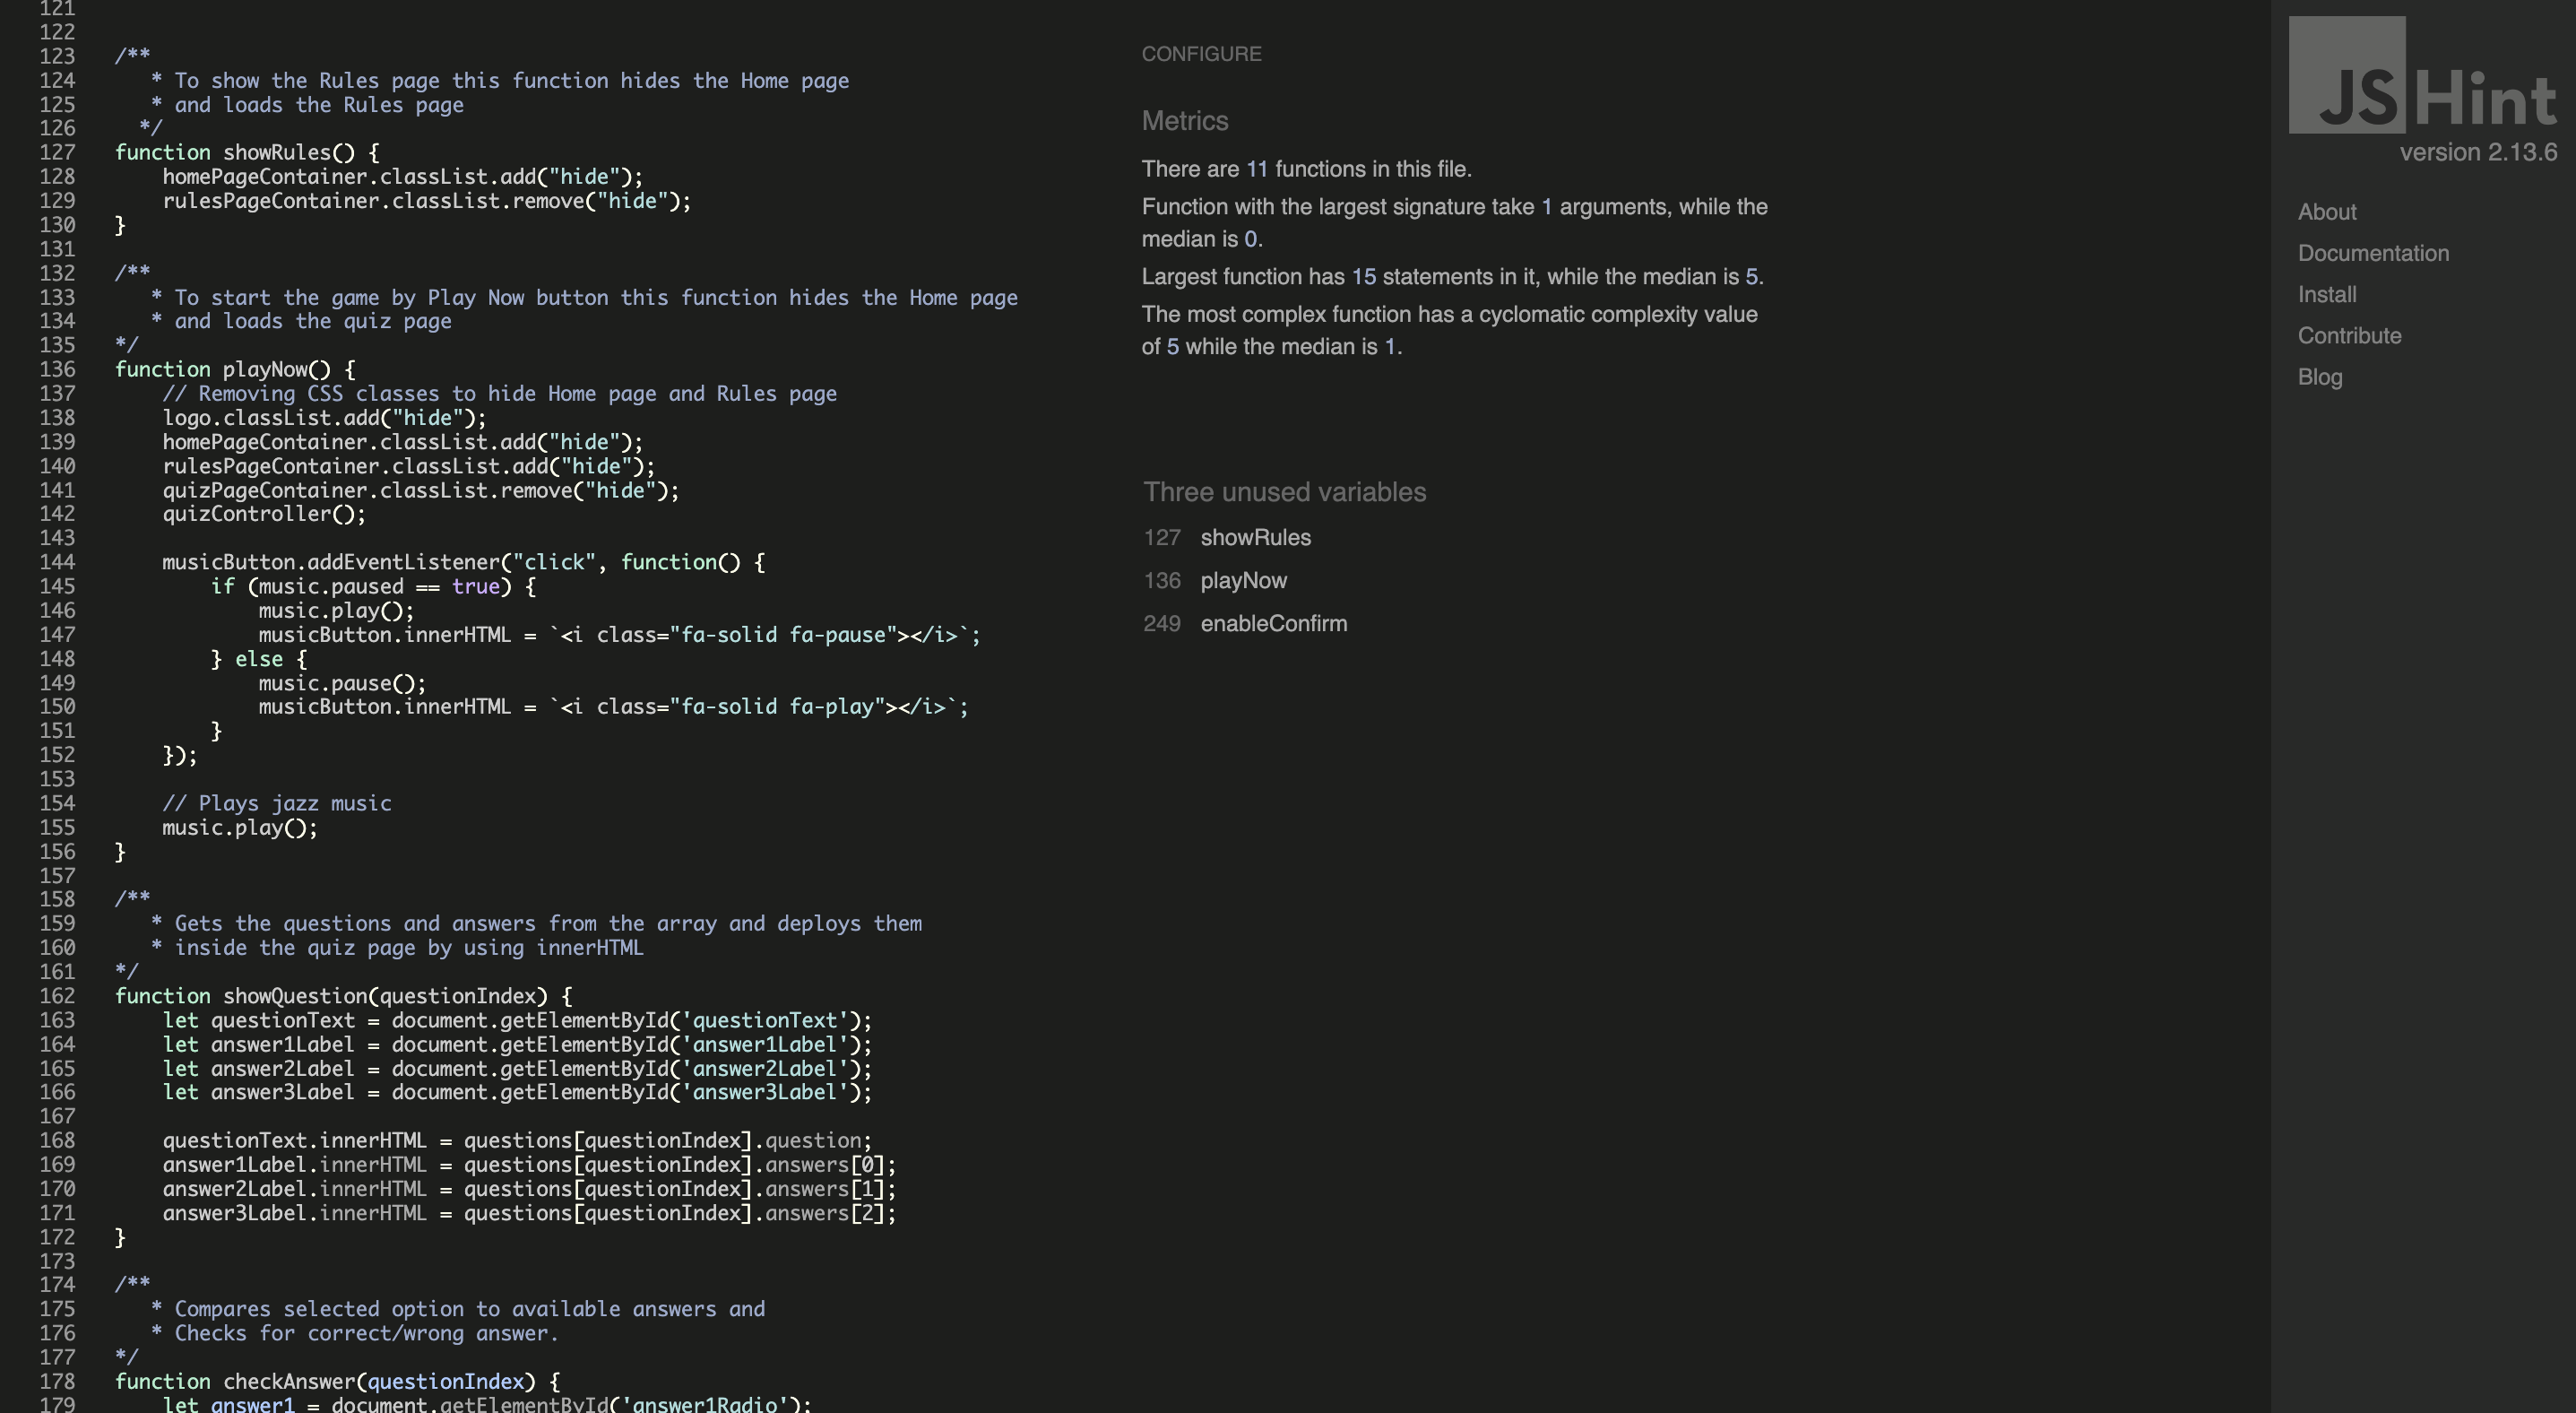 121
122
123 /**
124 * To show the Rules page this function hides the Home page
125 * and loads the Rules page
126 */
127 function showRules() {
128 homePageContainer.classList.add("hide");
129 rulesPageContainer.classList.remove("hide");
130 }
131
132 /**
133 * To start the game by Play Now button this function hides the Home page
134 * and loads the quiz page
135 */
136 function playNow() {
137 // Removing CSS classes to hide Home page and Rules page
138 logo.classList.add("hide");
139 homePageContainer.classList.add("hide");
140 rulesPageContainer.classList.add("hide");
141 quizPageContainer.classList.remove("hide");
142 quizController();
143
144 musicButton.addEventListener("click", function() {
145 if (music.paused == true) {
146 music.play();
147 musicButton.innerHTML = `<i class="fa-solid fa-pause"></i>`;
148 } else {
149 music.pause();
150 musicButton.innerHTML = `<i class="fa-solid fa-play"></i>`;
151 }
152 });
153
154 // Plays jazz music
155 music.play();
156 }
157
158 /**
159 * Gets the questions and answers from the array and deploys them
160 * inside the quiz page by using innerHTML
161 */
162 function showQuestion(questionIndex) {
163 let questionText = document.getElementById('questionText');
164 let answer1Label = document.getElementById('answer1Label');
165 let answer2Label = document.getElementById('answer2Label');
166 let answer3Label = document.getElementById('answer3Label');
167
168 questionText.innerHTML = questions[questionIndex].question;
169 answer1Label.innerHTML = questions[questionIndex].answers[0];
170 answer2Label.innerHTML = questions[questionIndex].answers[1];
171 answer3Label.innerHTML = questions[questionIndex].answers[2];
172 }
173
174 /**
175 * Compares selected option to available answers and
176 * Checks for correct/wrong answer.
177 */
178 function checkAnswer(questionIndex) {
179 let answer1 = document.getElementById('answer1Radio');
CONFIGURE
Metrics
There are 11 functions in this file.
Function with the largest signature take 1 arguments, while the
median is 0.
Largest function has 15 statements in it, while the median is 5.
The most complex function has a cyclomatic complexity value
of 5 while the median is 1.
Three unused variables
127 showRules
136 playNow
249 enableConfirm
JSHint
version 2.13.6
About
Documentation
Install
Contribute
Blog